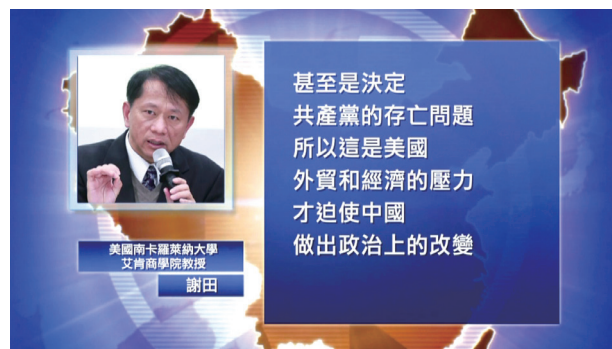 甚至是決定
共產黨的存亡問題
所以這是美國
外貿和經濟的壓力
才迫使中國
做出政治上的改變
美國南卡羅萊納大學
艾肯商學院教授
謝田